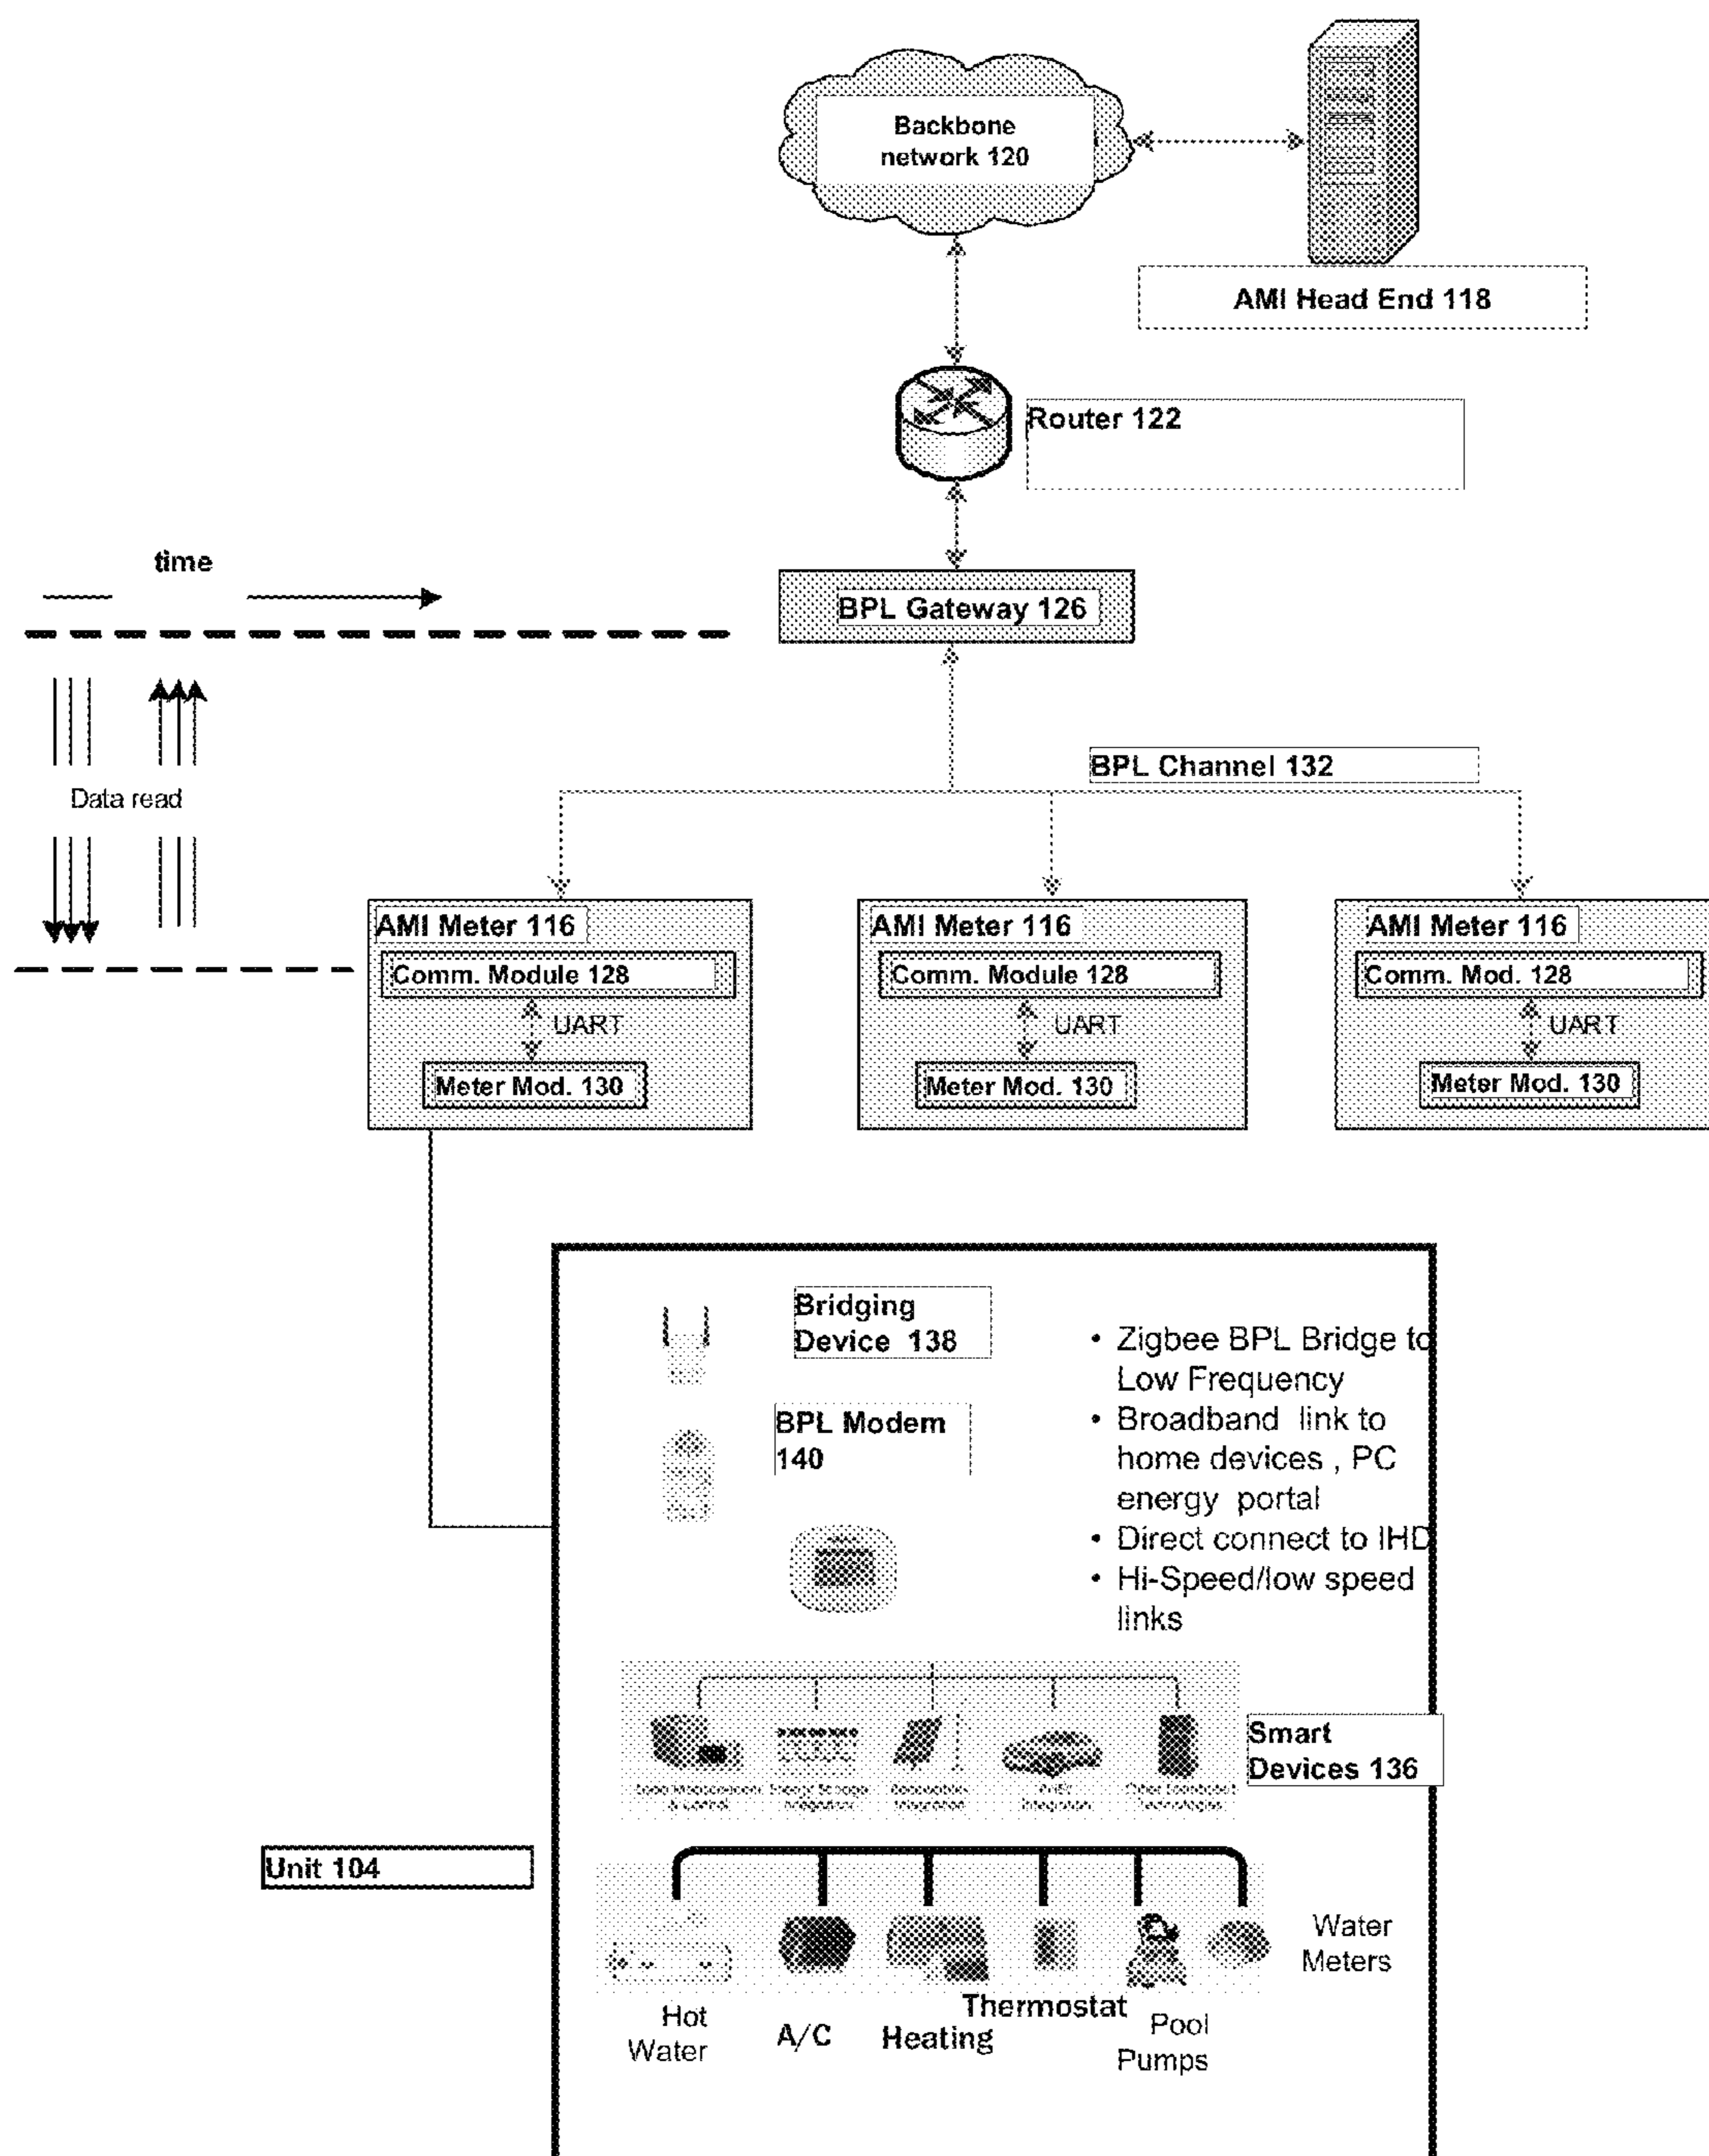 Backbone
network 120
AMI Head End 118
Router 122
time
BPL Gateway 126
BPL Channel 132
Data read
AMI Meter 116
Comm. Module 128
UART
Meter Mod. 130
AMI Meter 116
Comm. Module 128
UART
Meter Mod. 130
AMI Meter 116
Comm. Mod. 128
UART
Meter Mod. 130
Bridging
Device 138
BPL Modem
140
• Zigbee BPL Bridge to
Low Frequency
• Broadband link to
home devices , PC
energy portal
• Direct connect to IHD
• Hi-Speed/low speed
links
Smart
Devices 136
Unit 104
Water
Meters
Hot
Water
A/C
Heating
Thermostat
Pool
Pumps